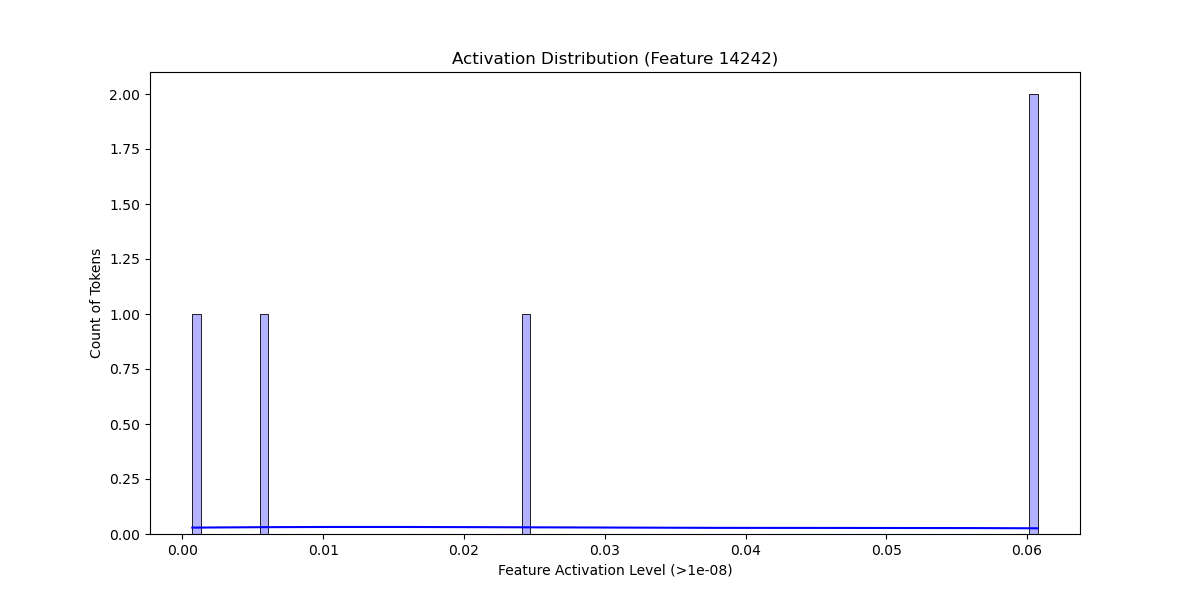 Activation Distribution (Feature 14242)
Count of Tokens
2.00
1.75
1.50
1.25
1.00
0.75
0.50
0.25
0.00
0.00 0.01 0.02 0.03 0.04 0.05 0.06
Feature Activation Level (>1e-08)